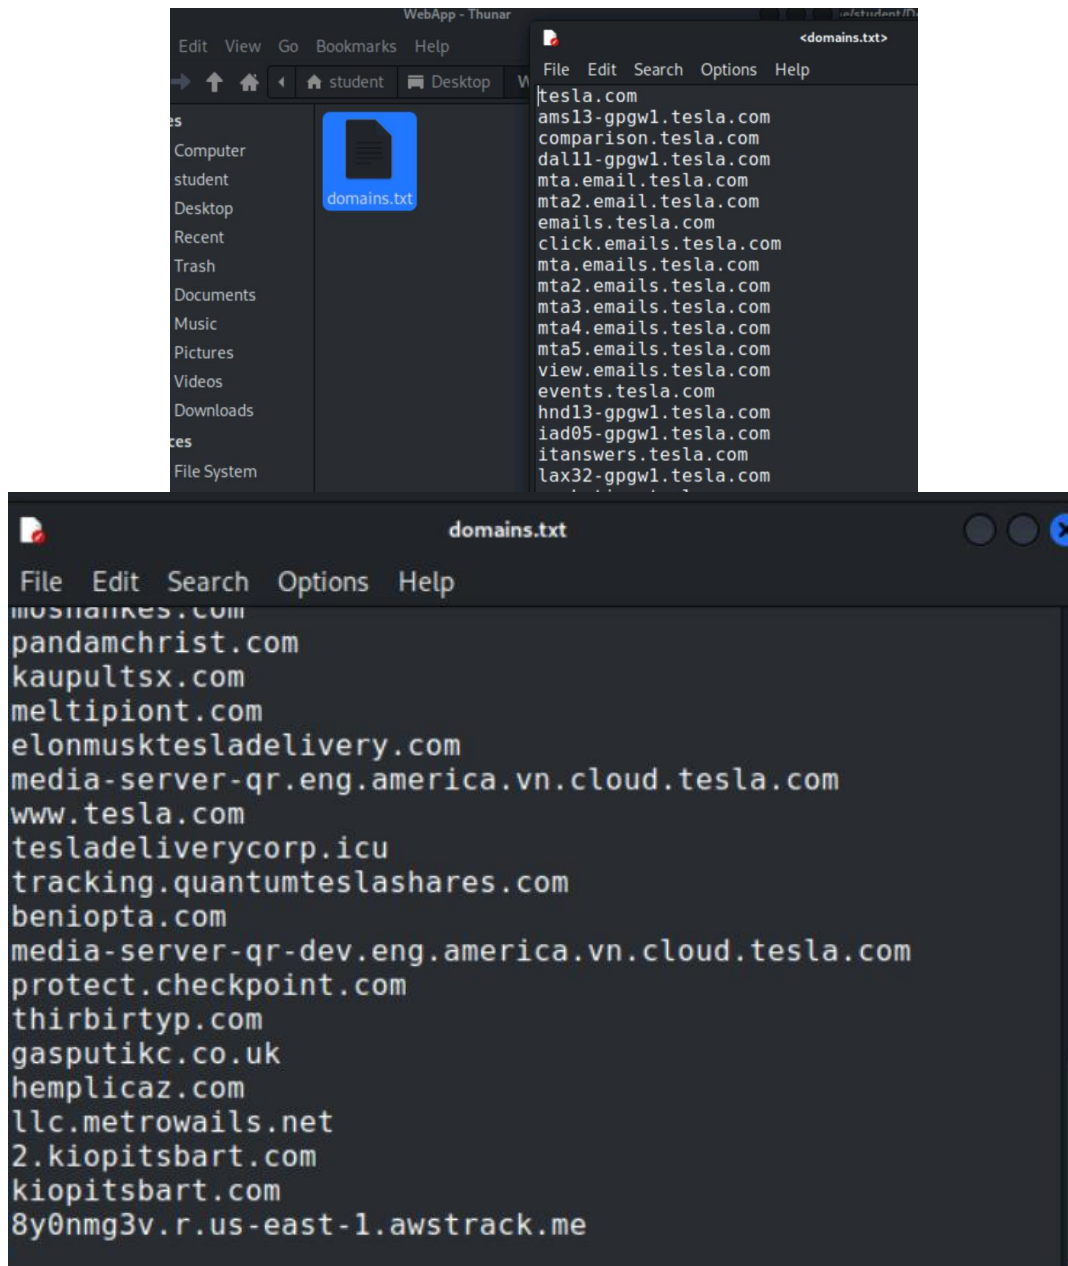 WebApp - Thunar
Edit View Go Bookmarks Help
student Desktop W
Computer
student
Desktop
Recent
Trash
Documents
Music
Pictures
Videos
Downloads
File System
domains.txt
<domains.txt>
File Edit Search Options Help
tesla.com
ams13-gpgw1.tesla.com
comparison.tesla.com
dal11-gpgw1.tesla.com
mta.email.tesla.com
mta2.email.tesla.com
emails.tesla.com
click.emails.tesla.com
mta.emails.tesla.com
mta2.emails.tesla.com
mta3.emails.tesla.com
mta4.emails.tesla.com
mta5.emails.tesla.com
view.emails.tesla.com
events.tesla.com
hnd13-gpgw1.tesla.com
iad05-gpgw1.tesla.com
itanswers.tesla.com
lax32-gpgw1.tesla.com
domains.txt
File Edit Search Options Help
pandamchrist.com
kaupultsx.com
meltipiont.com
elonmusktesladelivery.com
media-server-qr.eng.america.vn.cloud.tesla.com
www.tesla.com
tesladeliverycorp.icu
tracking.quantumteslashares.com
beniopta.com
media-server-qr-dev.eng.america.vn.cloud.tesla.com
protect.checkpoint.com
thirbirtyp.com
gasputikc.co.uk
hemplicaz.com
llc.metrowails.net
2.kiopitsbart.com
kiopitsbart.com
8y0nmg3v.r.us-east-1.awstrack.me